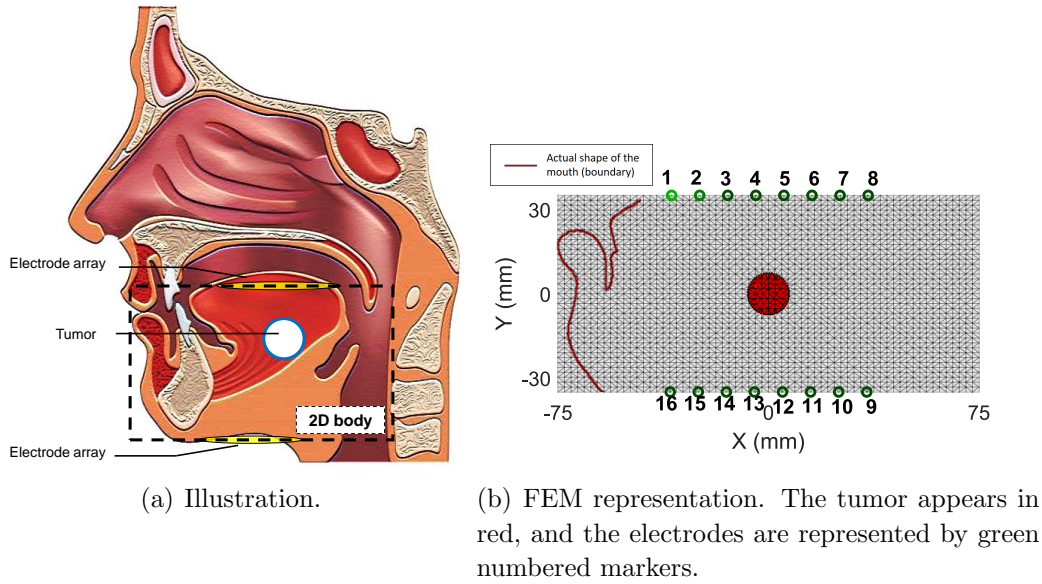 Electrode array
Tumor
2D body
Electrode array
(a) Illustration.
Actual shape of the
mouth (boundary)
1 2 3 4 5 6 7 8
30
0
-30
Y (mm)
16 15 14 13 12 11 10 9
-75 0 75
X (mm)
(b) FEM representation. The tumor appears in
red, and the electrodes are represented by green
numbered markers.